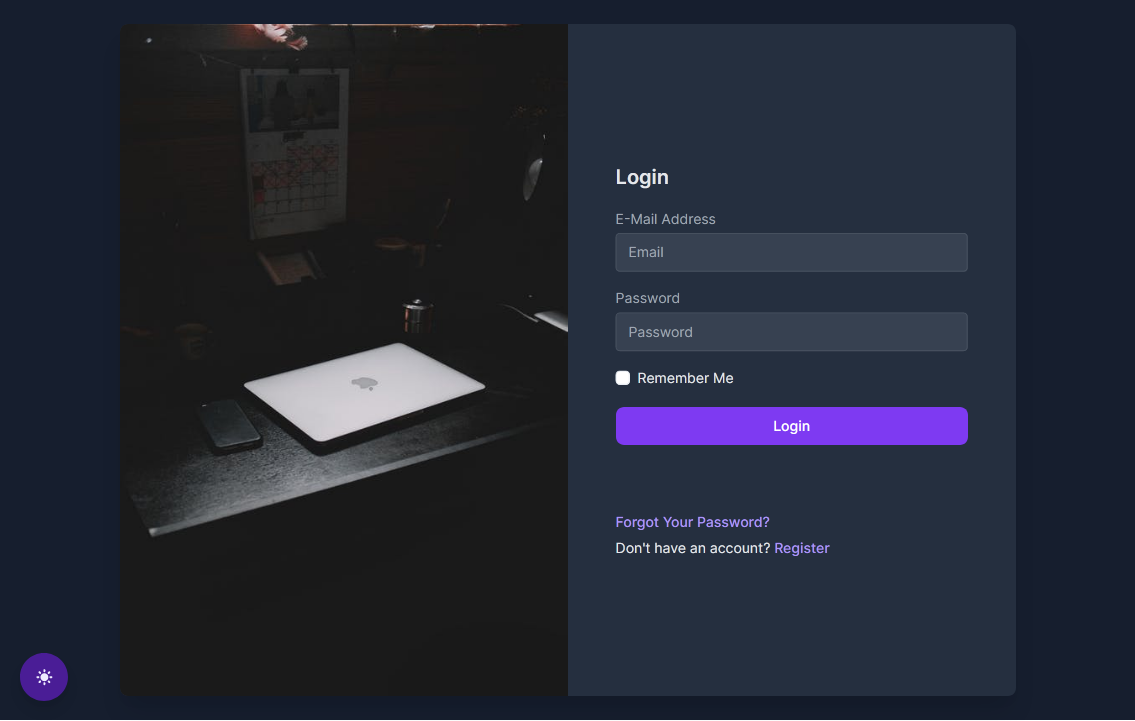 Login
E-Mail Address
Email
Password
Password
Remember Me
Login
Forgot Your Password?
Don't have an account? Register